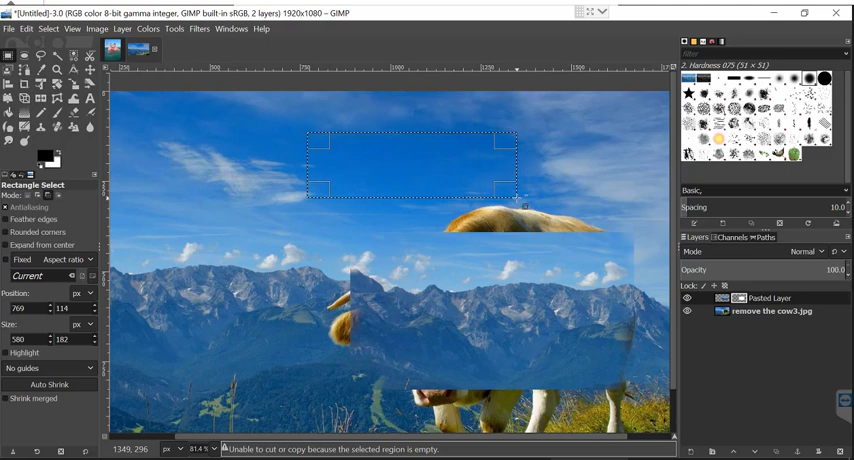 *[Untitled]-3.0 (RGB color 8-bit gamma integer, GIMP built-in sRGB, 2 layers) 1920x1080 – GIMP
File Edit Select View Image Layer Colors Tools Filters Windows Help
250 750 1000 1250 1500
filter
2. Hardness 075 (51 × 51)
Rectangle Select
Mode:
Antialiasing
Feather edges
Rounded corners
Expand from center
Fixed Aspect ratio
Current
Position: px
769 114
Size: px
580 182
Highlight
No guides
Auto Shrink
Shrink merged
Basic,
Spacing 10.0
Layers Channels Paths
Mode Normal
Opacity 100.0
Lock:
Pasted Layer
remove the cow3.jpg
1349, 296 px 81.4 % Unable to cut or copy because the selected region is empty.